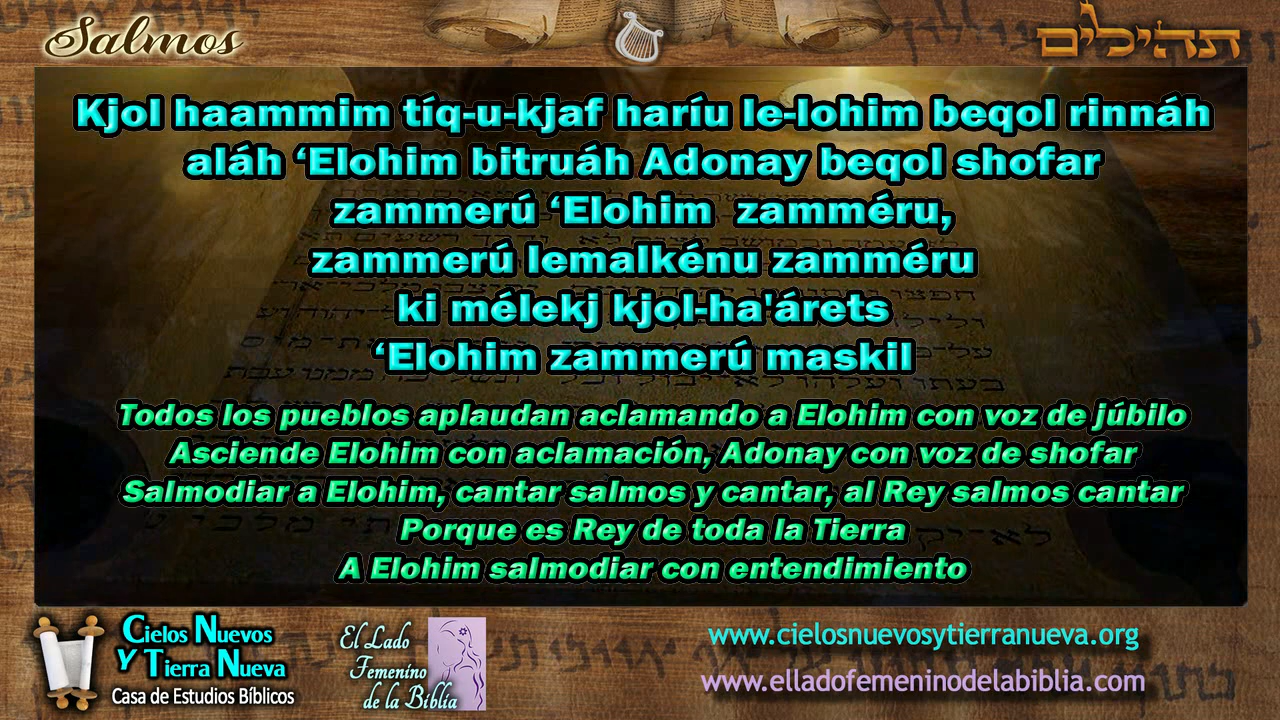 Salmos
תהילים
Kjol haammim tíq-u-kjaf haríu le-lohim beqol rinnáh
aláh ‘Elohim bitruáh Adonay beqol shofar
zammerú ‘Elohim  zamméru,
zammerú lemalkénu zamméru
ki mélekj kjol-ha'árets
‘Elohim zammerú maskil
Todos los pueblos aplaudan aclamando a Elohim con voz de júbilo
Asciende Elohim con aclamación, Adonay con voz de shofar
Salmodiar a Elohim, cantar salmos y cantar, al Rey salmos cantar
Porque es Rey de toda la Tierra
A Elohim salmodiar con entendimiento
Cielos Nuevos
Y Tierra Nueva
Casa de Estudios Bíblicos
El Lado
Femenino
de la Biblia
www.cielosnuevosytierranueva.org
www.elladofemeninodelabiblia.com